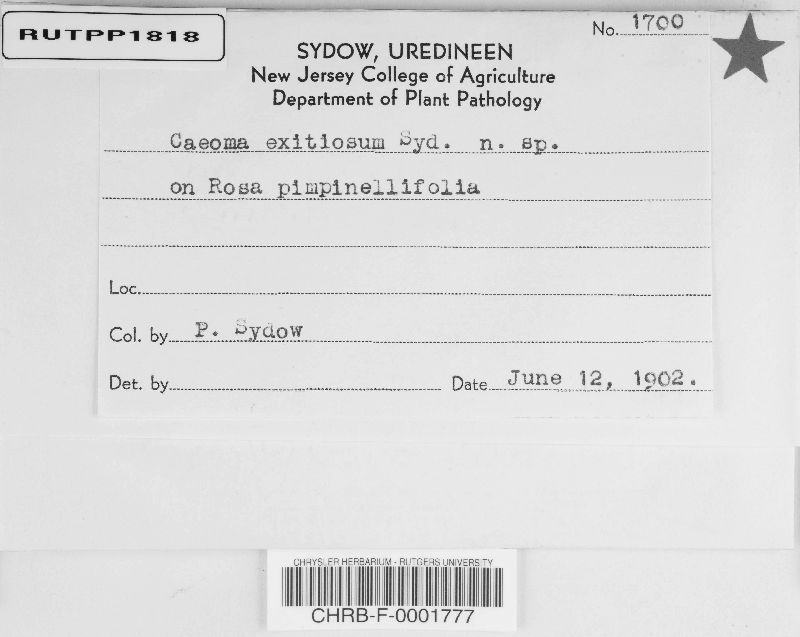 RUTPP1818
No. 1700
SYDOW, UREDINEEN
New Jersey College of Agriculture
Department of Plant Pathology
Caeoma exitiosum Syd. n. sp.
on Rosa pimpinellifolia
Loc.
Col. by P. Sydow
Det. by Date June 12, 1902.
CHRYSLER HERBARIUM - RUTGERS UNIVERSITY
CHRB-F-0001777